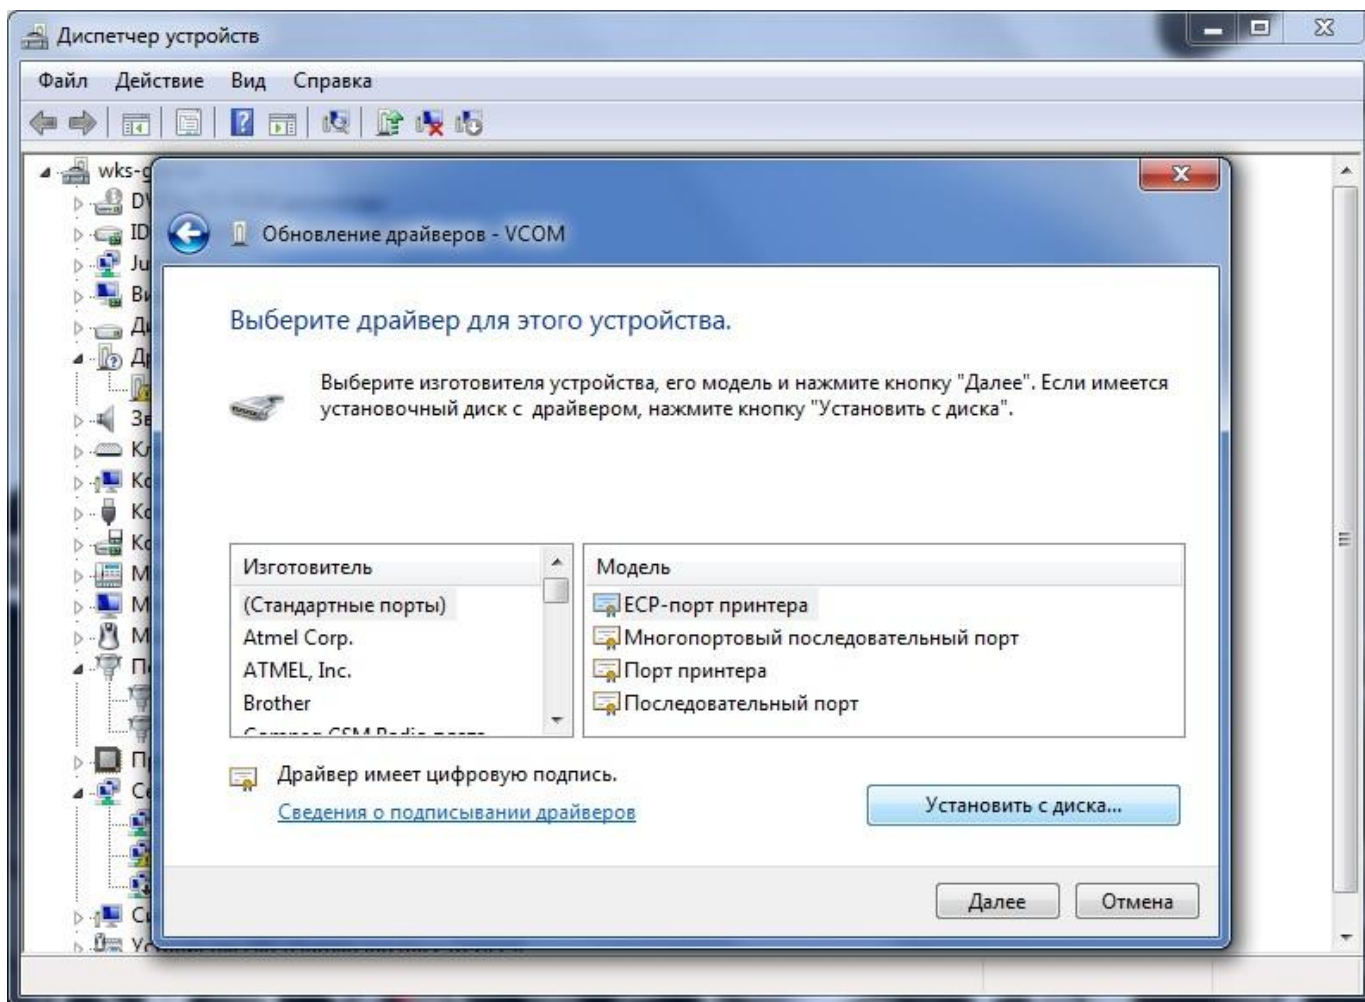 Диспетчер устройств
Файл Действие Вид Справка
Обновление драйверов - VCOM
Выберите драйвер для этого устройства.
Выберите изготовителя устройства, его модель и нажмите кнопку "Далее". Если имеется
установочный диск с драйвером, нажмите кнопку "Установить с диска".
Изготовитель
(Стандартные порты)
Atmel Corp.
ATMEL, Inc.
Brother
Модель
ECP-порт принтера
Многопортовый последовательный порт
Порт принтера
Последовательный порт
Драйвер имеет цифровую подпись.
Сведения о подписывании драйверов
Установить с диска...
Далее
Отмена